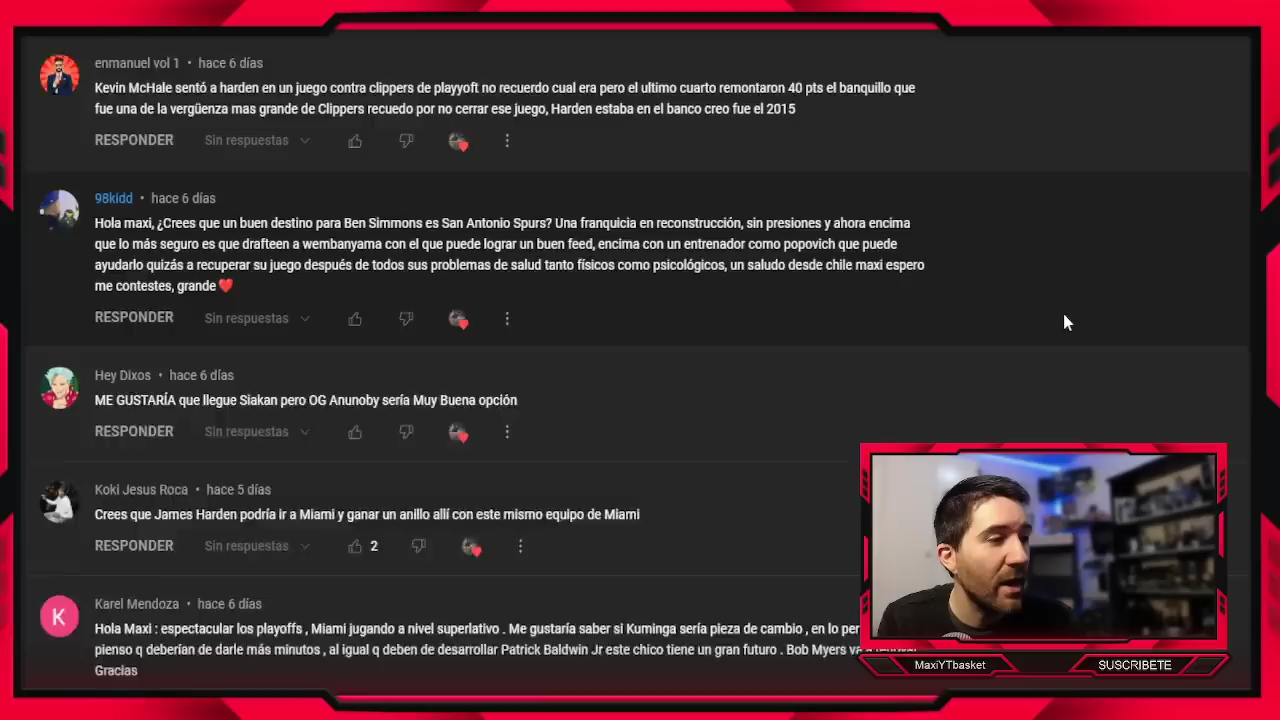 enmanuel vol 1 • hace 6 días
Kevin McHale sentó a harden en un juego contra clippers de playyoft no recuerdo cual era pero el ultimo cuarto remontaron 40 pts el banquillo que
fue una de la vergüenza mas grande de Clippers recuedo por no cerrar ese juego, Harden estaba en el banco creo fue el 2015
RESPONDER Sin respuestas
98kidd • hace 6 días
Hola maxi, ¿Crees que un buen destino para Ben Simmons es San Antonio Spurs? Una franquicia en reconstrucción, sin presiones y ahora encima
que lo más seguro es que drafteen a wembanyama con el que puede lograr un buen feed, encima con un entrenador como popovich que puede
ayudarlo quizás a recuperar su juego después de todos sus problemas de salud tanto físicos como psicológicos, un saludo desde chile maxi espero
me contestes, grande❤️
RESPONDER Sin respuestas
Hey Dixos • hace 6 días
ME GUSTARÍA que llegue Siakan pero OG Anunoby sería Muy Buena opción
RESPONDER Sin respuestas
Koki Jesus Roca • hace 5 días
Crees que James Harden podría ir a Miami y ganar un anillo allí con este mismo equipo de Miami
RESPONDER Sin respuestas 2
K
Karel Mendoza • hace 6 días
Hola Maxi : espectacular los playoffs , Miami jugando a nivel superlativo . Me gustaría saber si Kuminga sería pieza de cambio , en lo
pienso q deberían de darle más minutos , al igual q deben de desarrollar Patrick Baldwin Jr este chico tiene un gran futuro . Bob Myers
Gracias
MaxiYTbasket
SUSCRIBETE